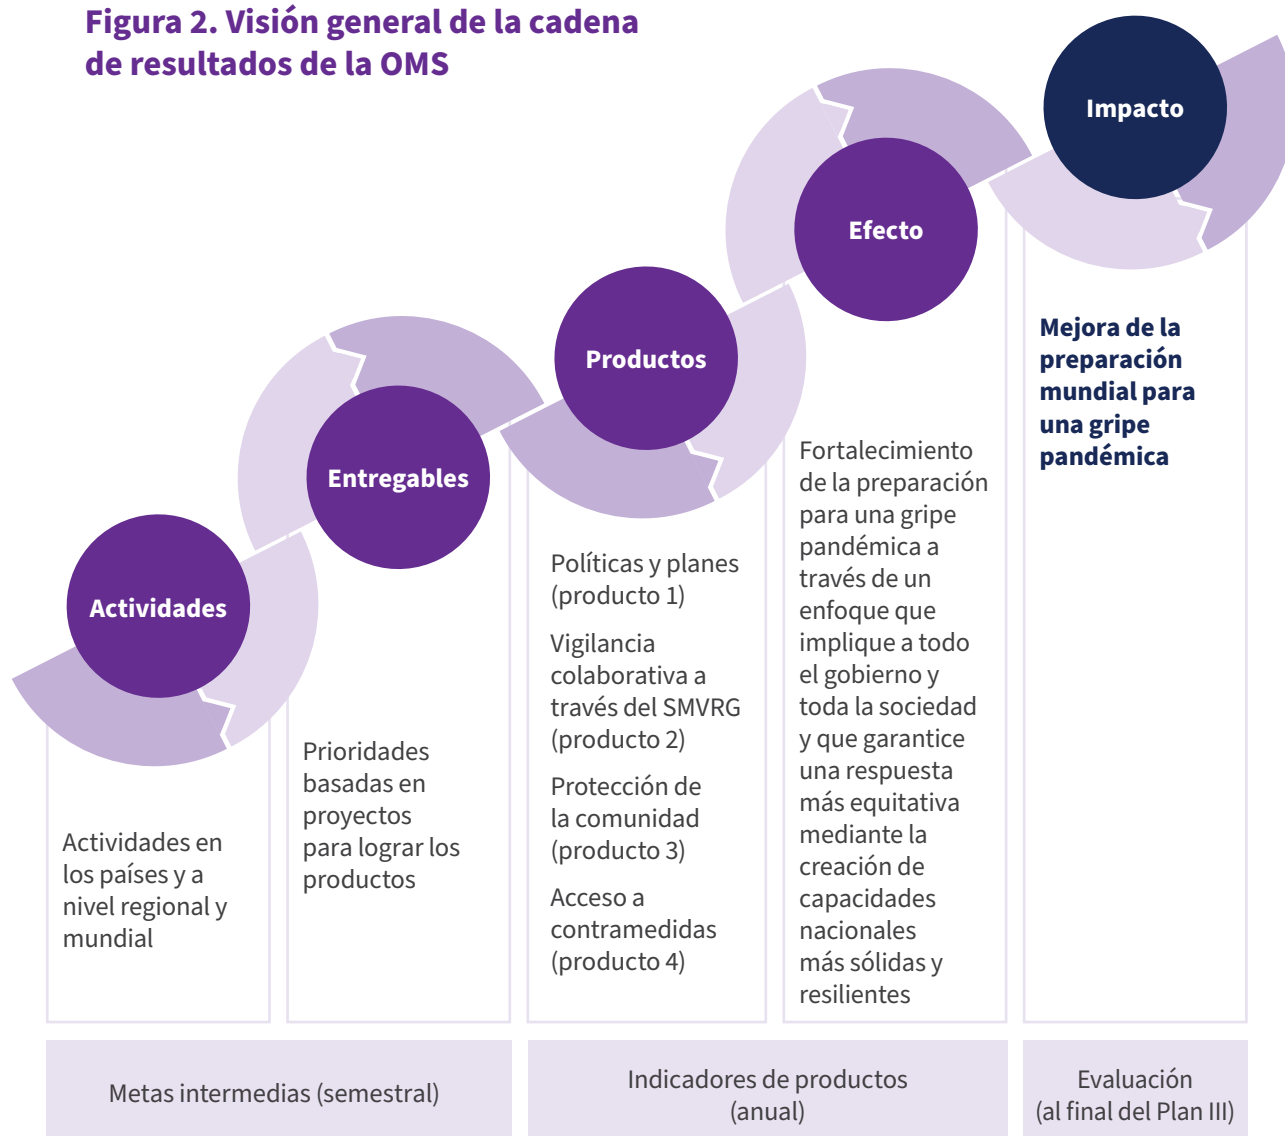 Figura 2. Visión general de la cadena
de resultados de la OMS
Actividades
Actividades en
los países y a
nivel regional y
mundial
Entregables
Prioridades
basadas en
proyectos
para lograr los
productos
Productos
Políticas y planes
(producto 1)
Vigilancia
colaborativa a
través del SMVRG
(producto 2)
Protección de
la comunidad
(producto 3)
Acceso a
contramedidas
(producto 4)
Efecto
Fortalecimiento
de la preparación
para una gripe
pandémica a
través de un
enfoque que
implique a todo
el gobierno y
toda la sociedad
y que garantice
una respuesta
más equitativa
mediante la
creación de
capacidades
nacionales
más sólidas y
resilientes
Impacto
Mejora de la
preparación
mundial para
una gripe
pandémica
Metas intermedias (semestral)
Indicadores de productos
(anual)
Evaluación
(al final del Plan III)